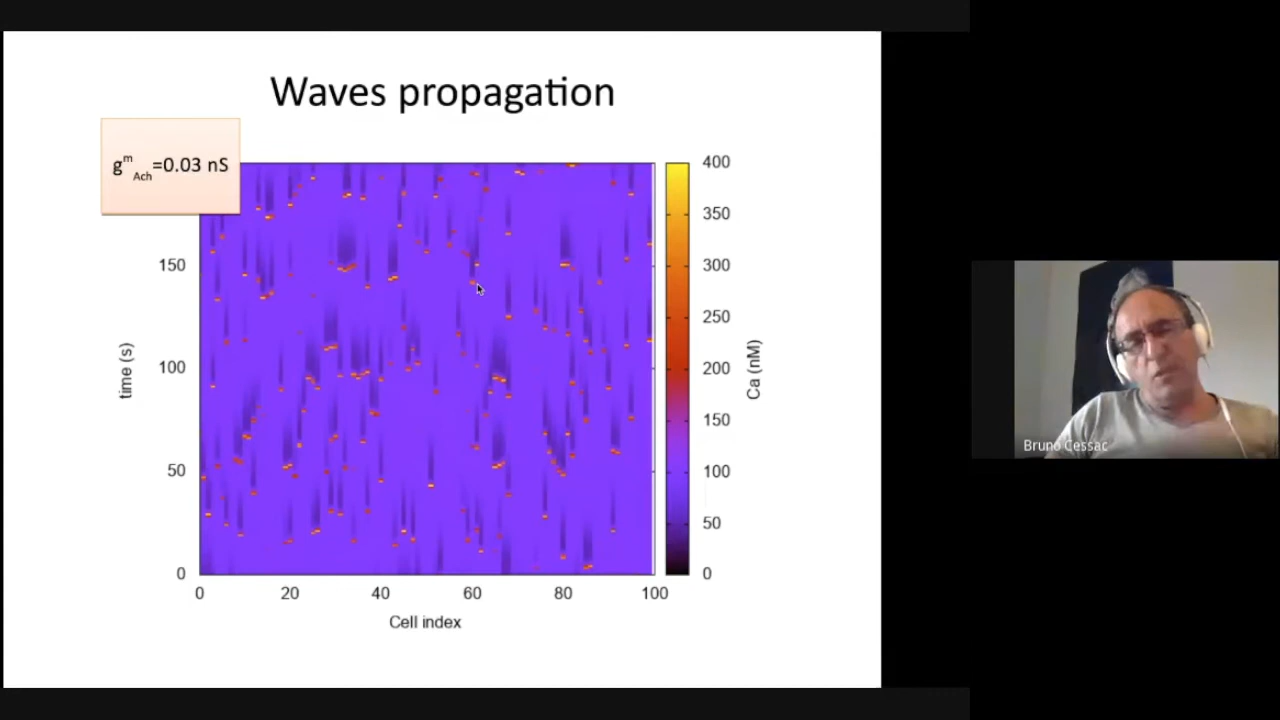 Waves propagation
g^m_Ach=0.03 nS
150
100
50
0
time (s)
0 20 40 60 80 100
Cell index
400
350
300
250
200
150
100
50
0
Ca (nM)
Bruno Cessac